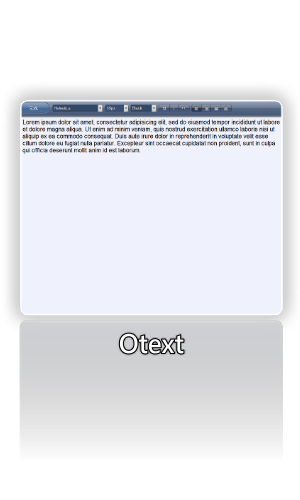 Lorem ipsum dolor sit amet, consectetur adipisicing elit, sed do eiusmod tempor incididunt ut labore
et dolore magna aliqua. Ut enim ad minim veniam, quis nostrud exercitation ullamco laboris nisi ut
aliquip ex ea commodo consequat. Duis aute irure dolor in reprehenderit in voluptate velit esse
cillum dolore eu fugiat nulla pariatur. Excepteur sint occaecat cupidatat non proident, sunt in culpa
qui officia deserunt mollit anim id est laborum.
Otext